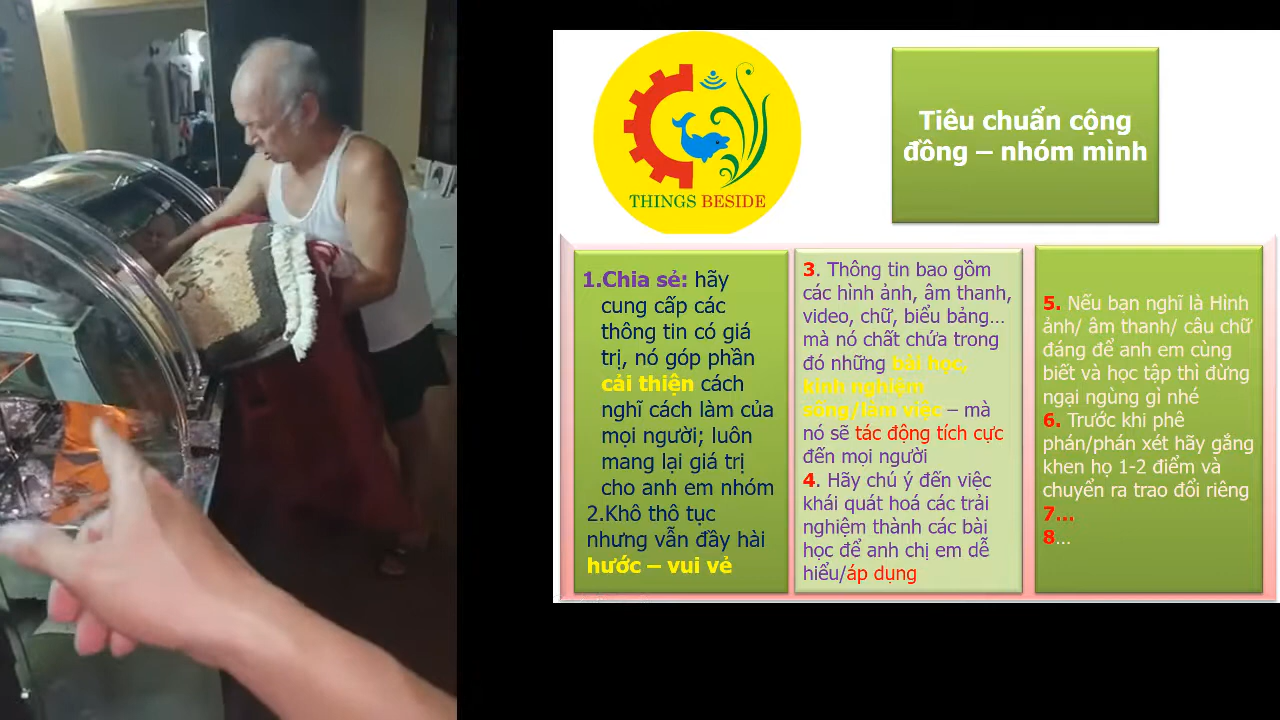 THINGS BESIDE
Tiêu chuẩn cộng
đồng – nhóm mình
1.Chia sẻ: hãy
cung cấp các
thông tin có giá
trị, nó góp phần
cải thiện cách
nghĩ cách làm của
mọi người; luôn
mang lại giá trị
cho anh em nhóm
2.Khô thô tục
nhưng vẫn đầy hài
hước – vui vẻ
3. Thông tin bao gồm
các hình ảnh, âm thanh,
video, chữ, biểu bảng…
mà nó chất chứa trong
đó những bài học,
kinh nghiệm
sống/làm việc – mà
nó sẽ tác động tích cực
đến mọi người
4. Hãy chú ý đến việc
khái quát hoá các trải
nghiệm thành các bài
học để anh chị em dễ
hiểu/áp dụng
5. Nếu bạn nghĩ là Hình
ảnh/ âm thanh/ câu chữ
đáng để anh em cùng
biết và học tập thì đừng
ngại ngùng gì nhé
6. Trước khi phê
phán/phán xét hãy gắng
khen họ 1-2 điểm và
chuyển ra trao đổi riêng
7…
8…